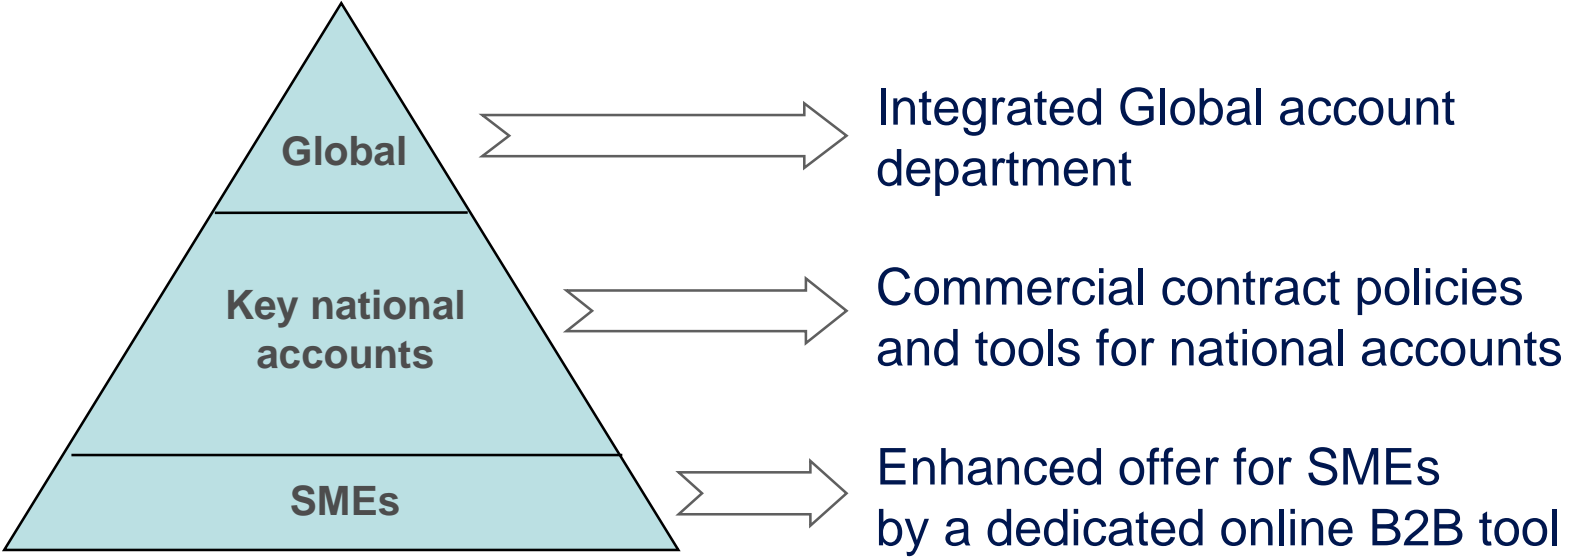 Global
Integrated Global account
department
Key national
accounts
Commercial contract policies
and tools for national accounts
SMEs
Enhanced offer for SMEs
by a dedicated online B2B tool